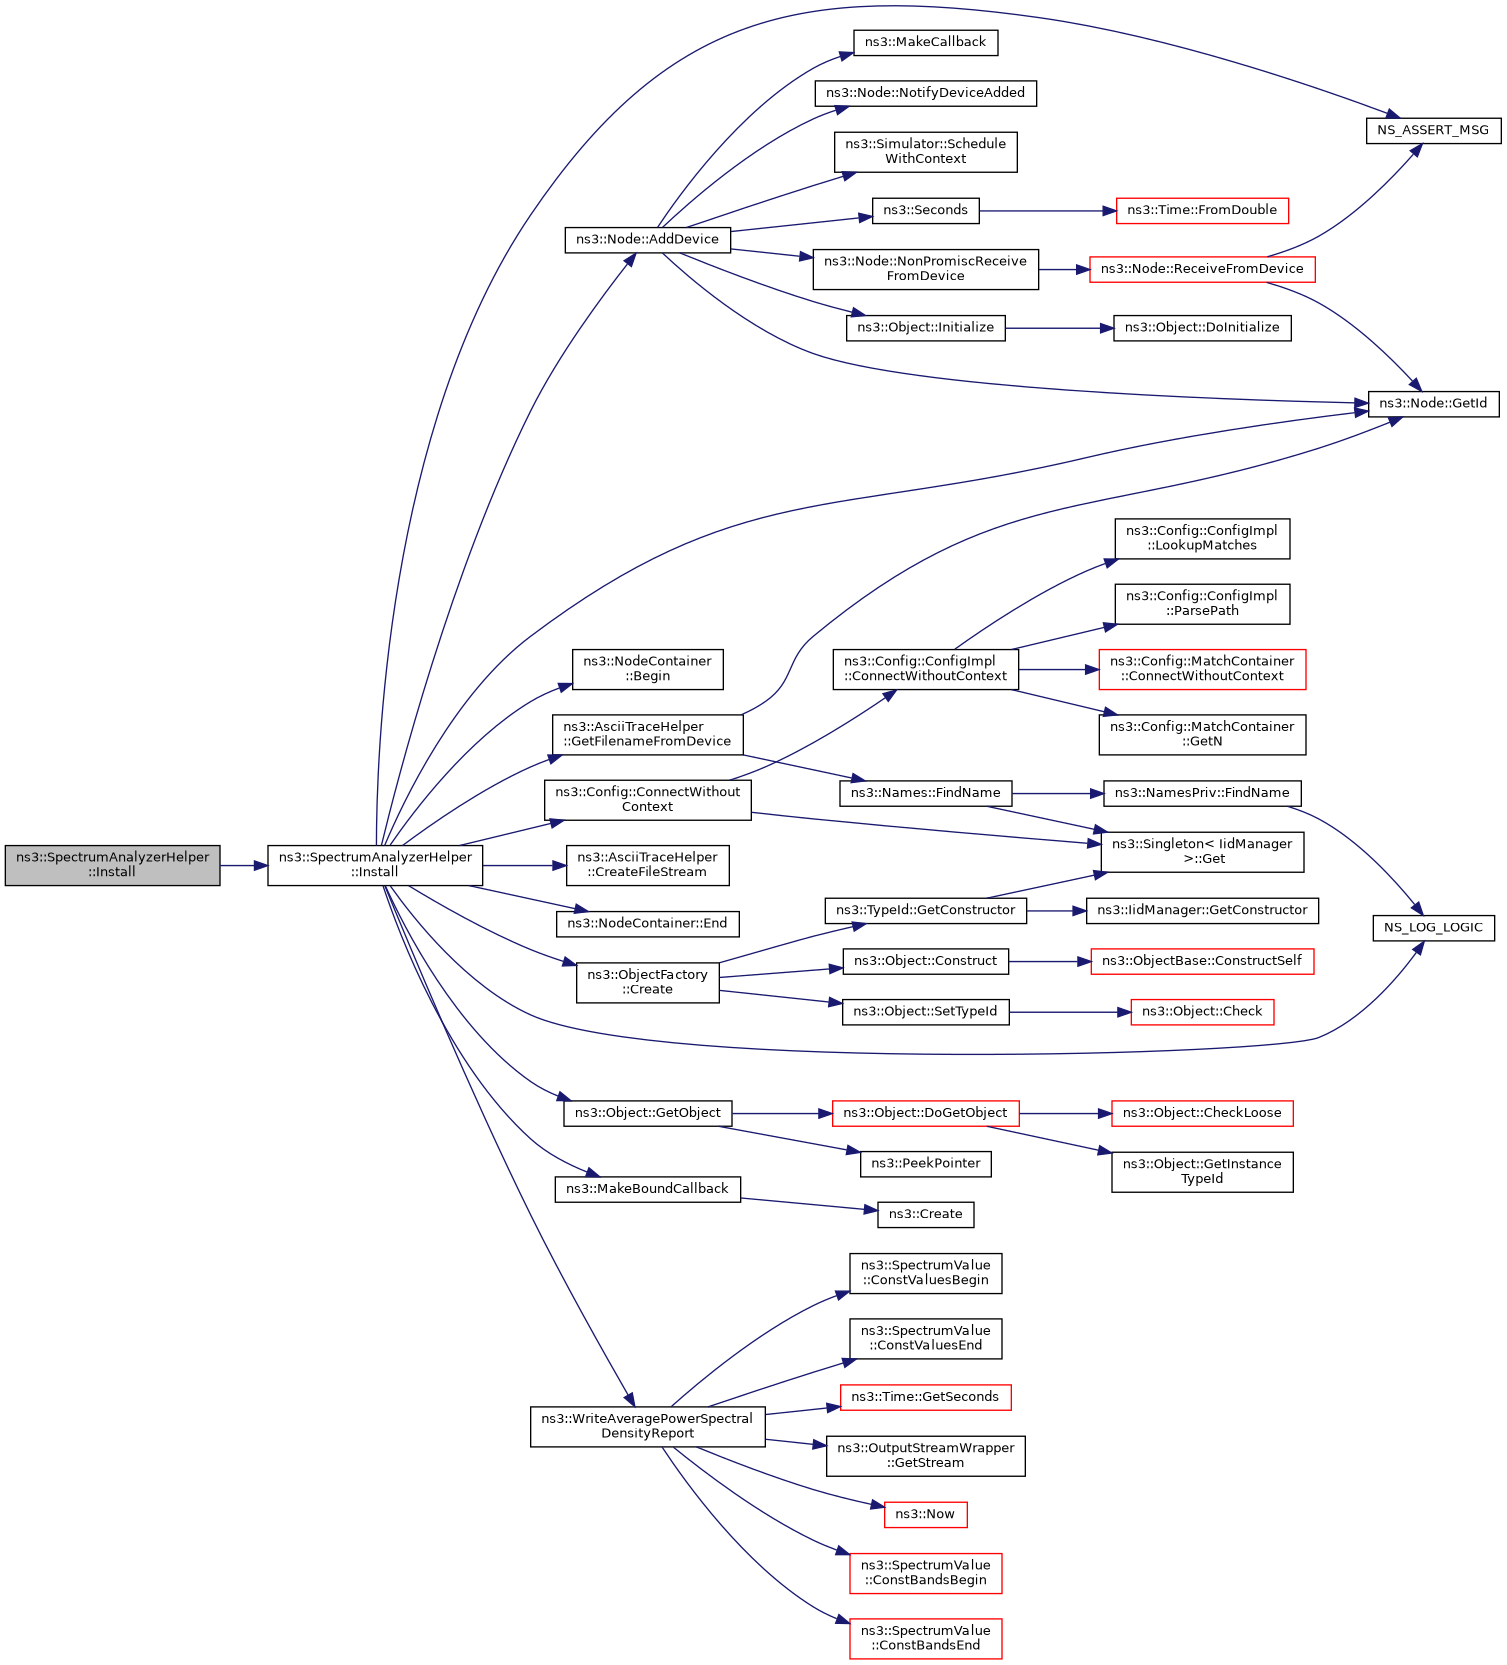 ns3::SpectrumAnalyzerHelper
::Install
ns3::SpectrumAnalyzerHelper
::Install
ns3::Node::AddDevice
ns3::MakeCallback
ns3::Node::NotifyDeviceAdded
ns3::Simulator::Schedule
WithContext
ns3::Seconds
ns3::Time::FromDouble
ns3::Node::NonPromiscReceive
FromDevice
ns3::Node::ReceiveFromDevice
ns3::Object::Initialize
ns3::Object::DoInitialize
NS_ASSERT_MSG
ns3::Node::GetId
ns3::NodeContainer
::Begin
ns3::AsciiTraceHelper
::GetFilenameFromDevice
ns3::Config::ConnectWithout
Context
ns3::Config::ConfigImpl
::ConnectWithoutContext
ns3::Config::ConfigImpl
::LookupMatches
ns3::Config::ConfigImpl
::ParsePath
ns3::Config::MatchContainer
::ConnectWithoutContext
ns3::Config::MatchContainer
::GetN
ns3::Names::FindName
ns3::NamesPriv::FindName
ns3::Singleton< IidManager
>::Get
NS_LOG_LOGIC
ns3::AsciiTraceHelper
::CreateFileStream
ns3::NodeContainer::End
ns3::ObjectFactory
::Create
ns3::TypeId::GetConstructor
ns3::IidManager::GetConstructor
ns3::Object::Construct
ns3::ObjectBase::ConstructSelf
ns3::Object::SetTypeId
ns3::Object::Check
ns3::Object::GetObject
ns3::Object::DoGetObject
ns3::Object::CheckLoose
ns3::Object::GetInstance
TypeId
ns3::PeekPointer
ns3::MakeBoundCallback
ns3::Create
ns3::WriteAveragePowerSpectral
DensityReport
ns3::SpectrumValue
::ConstValuesBegin
ns3::SpectrumValue
::ConstValuesEnd
ns3::Time::GetSeconds
ns3::OutputStreamWrapper
::GetStream
ns3::Now
ns3::SpectrumValue
::ConstBandsBegin
ns3::SpectrumValue
::ConstBandsEnd